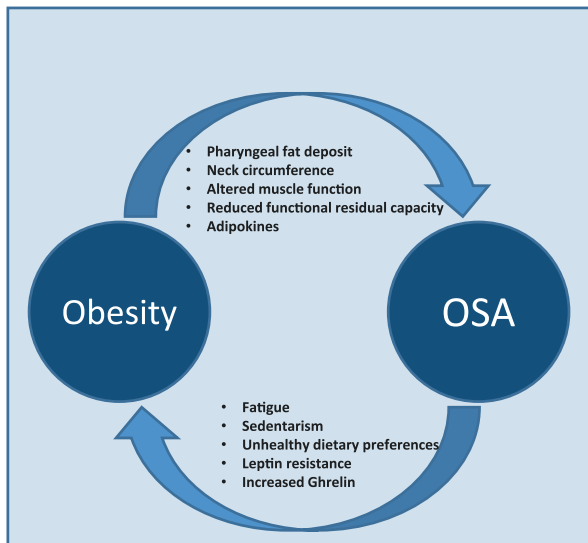 • Pharyngeal fat deposit
• Neck circumference
• Altered muscle function
• Reduced functional residual capacity
• Adipokines
Obesity
OSA
• Fatigue
• Sedentarism
• Unhealthy dietary preferences
• Leptin resistance
• Increased Ghrelin